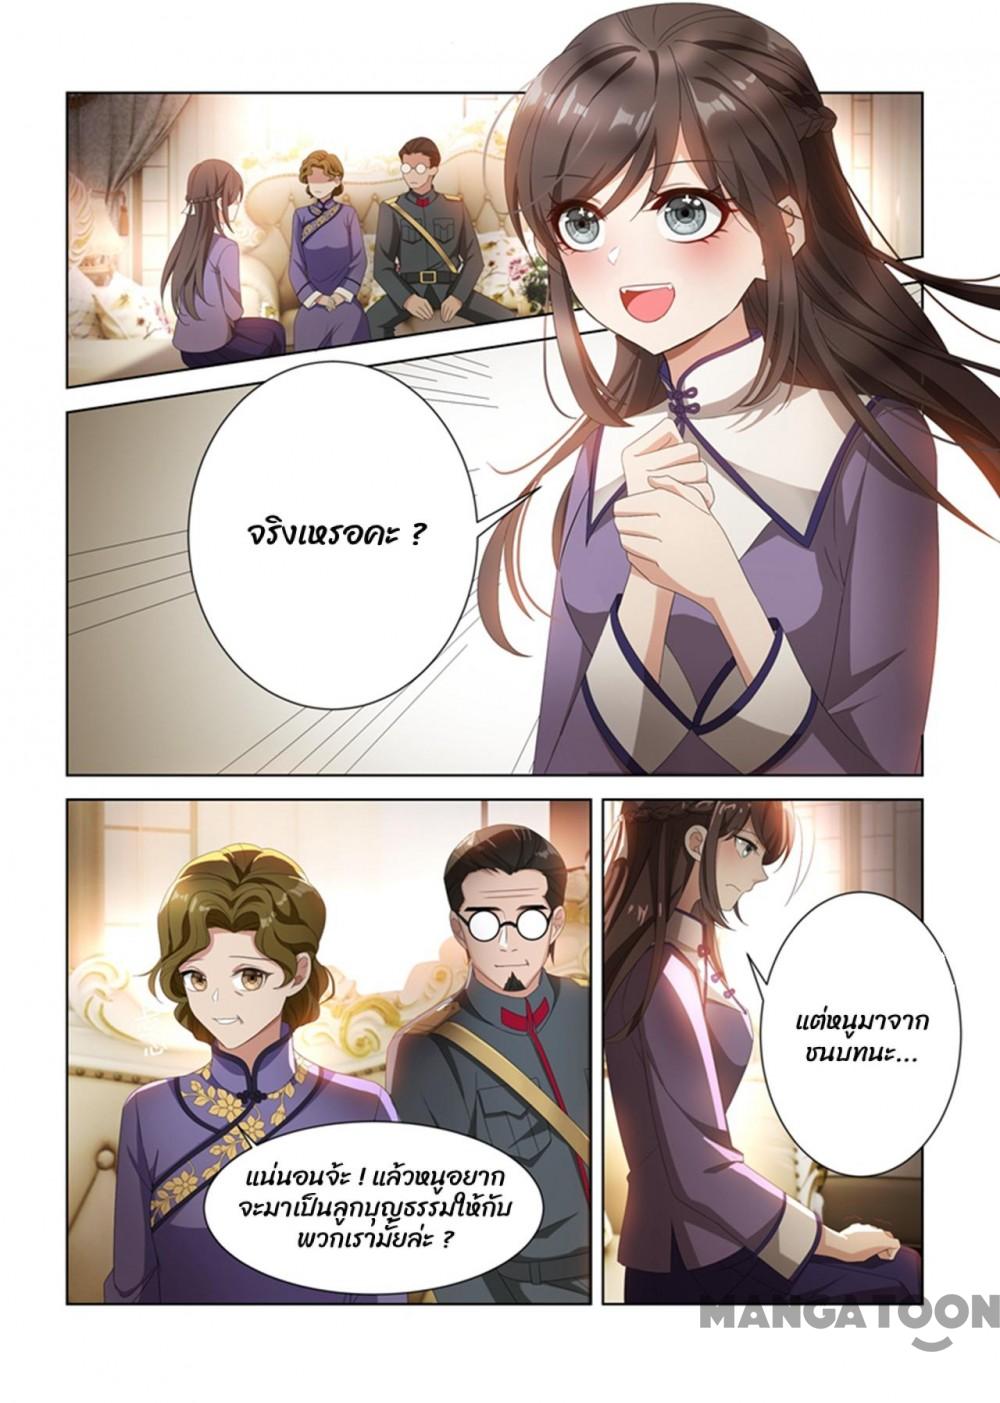 จริงเหรอคะ ?
แน่นอนจ้ะ ! แล้วหนูอยาก
จะมาเป็นลูกบุญธรรมให้กับ
พวกเรามั้ยล่ะ ?
แต่หนูมาจาก
ชนบทนะ...
MANGATOON